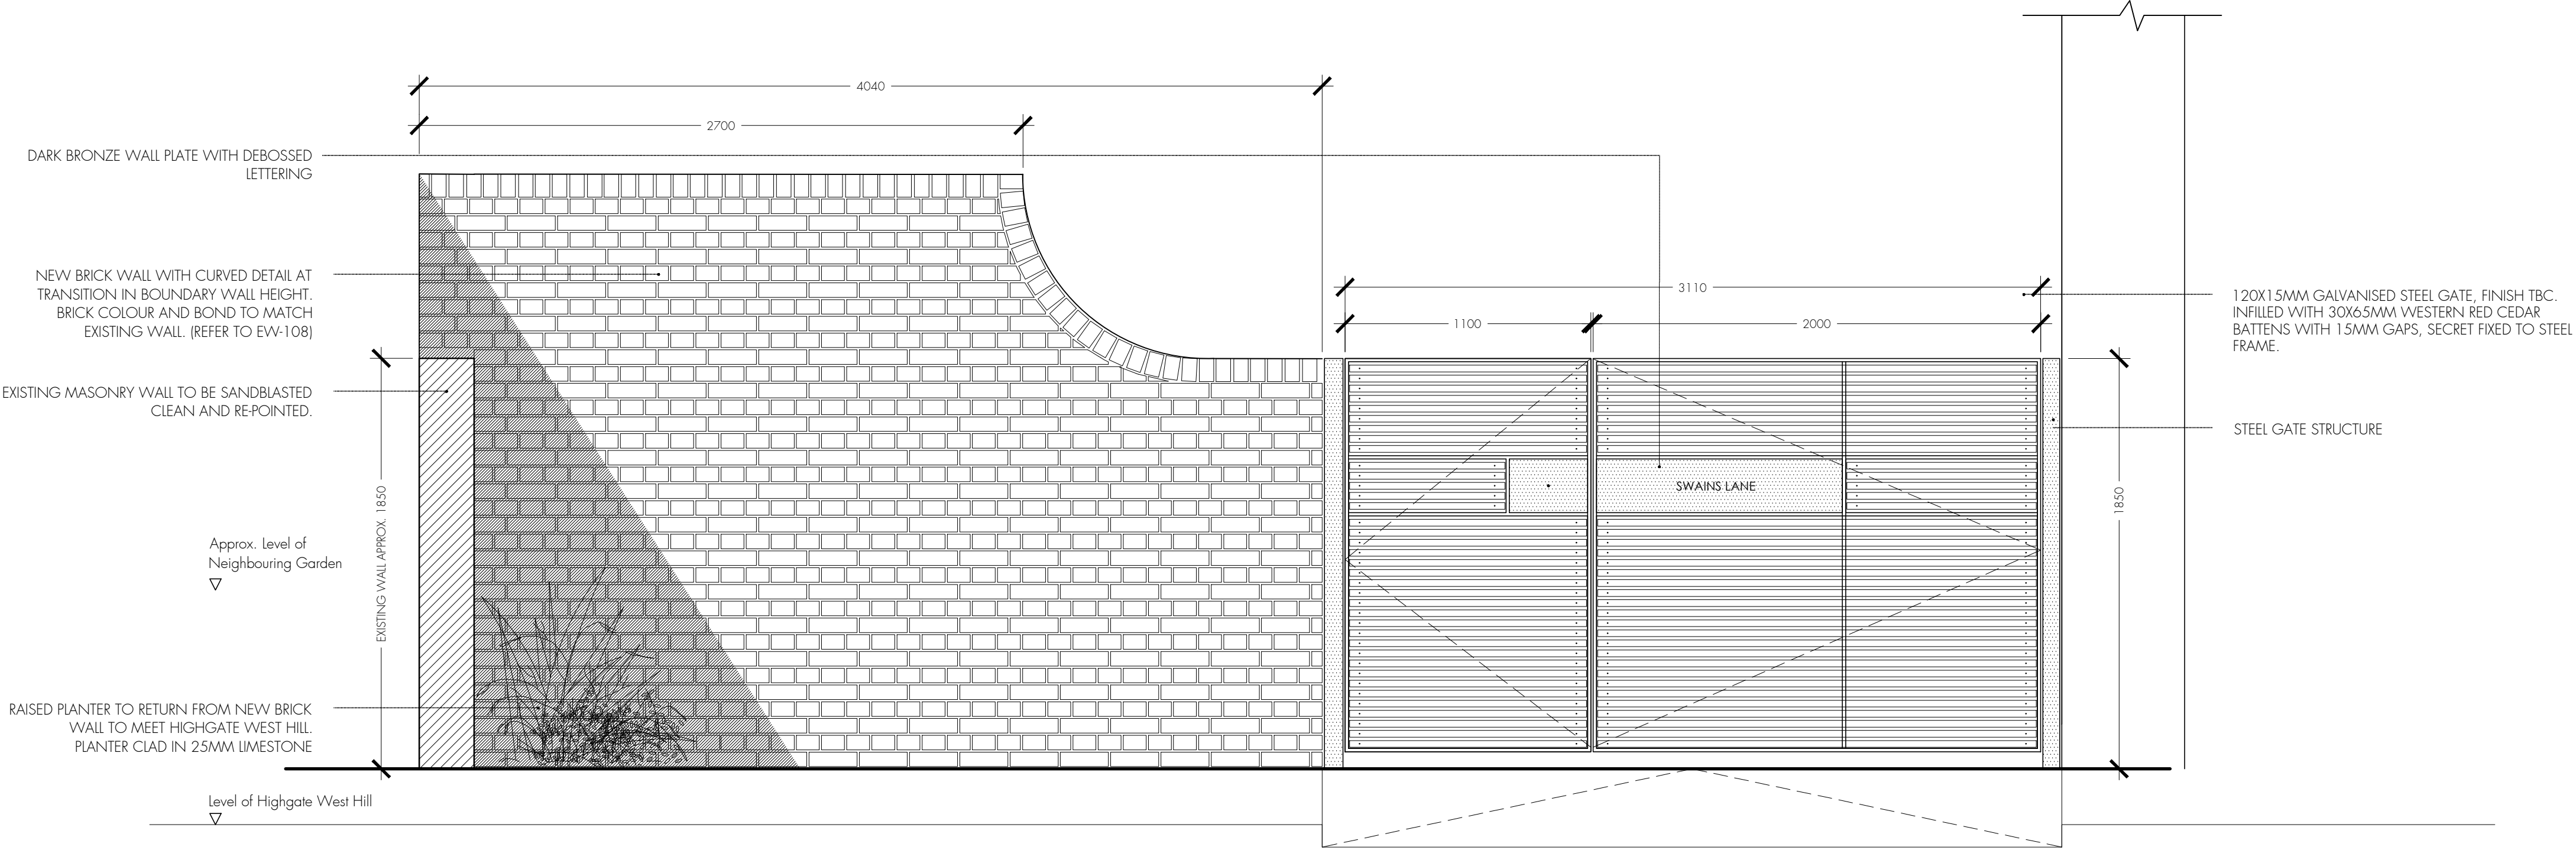 4040
2700
DARK BRONZE WALL PLATE WITH DEBOSSED
LETTERING
NEW BRICK WALL WITH CURVED DETAIL AT
TRANSITION IN BOUNDARY WALL HEIGHT.
BRICK COLOUR AND BOND TO MATCH
EXISTING WALL. (REFER TO EW-108)
EXISTING MASONRY WALL TO BE SANDBLASTED
CLEAN AND RE-POINTED.
EXISTING WALL APPROX. 1850
Approx. Level of
Neighbouring Garden
RAISED PLANTER TO RETURN FROM NEW BRICK
WALL TO MEET HIGHGATE WEST HILL.
PLANTER CLAD IN 25MM LIMESTONE
Level of Highgate West Hill
3110
1100
2000
SWAINS LANE
1850
120X15MM GALVANISED STEEL GATE, FINISH TBC.
INFILLED WITH 30X65MM WESTERN RED CEDAR
BATTENS WITH 15MM GAPS, SECRET FIXED TO STEEL
FRAME.
STEEL GATE STRUCTURE